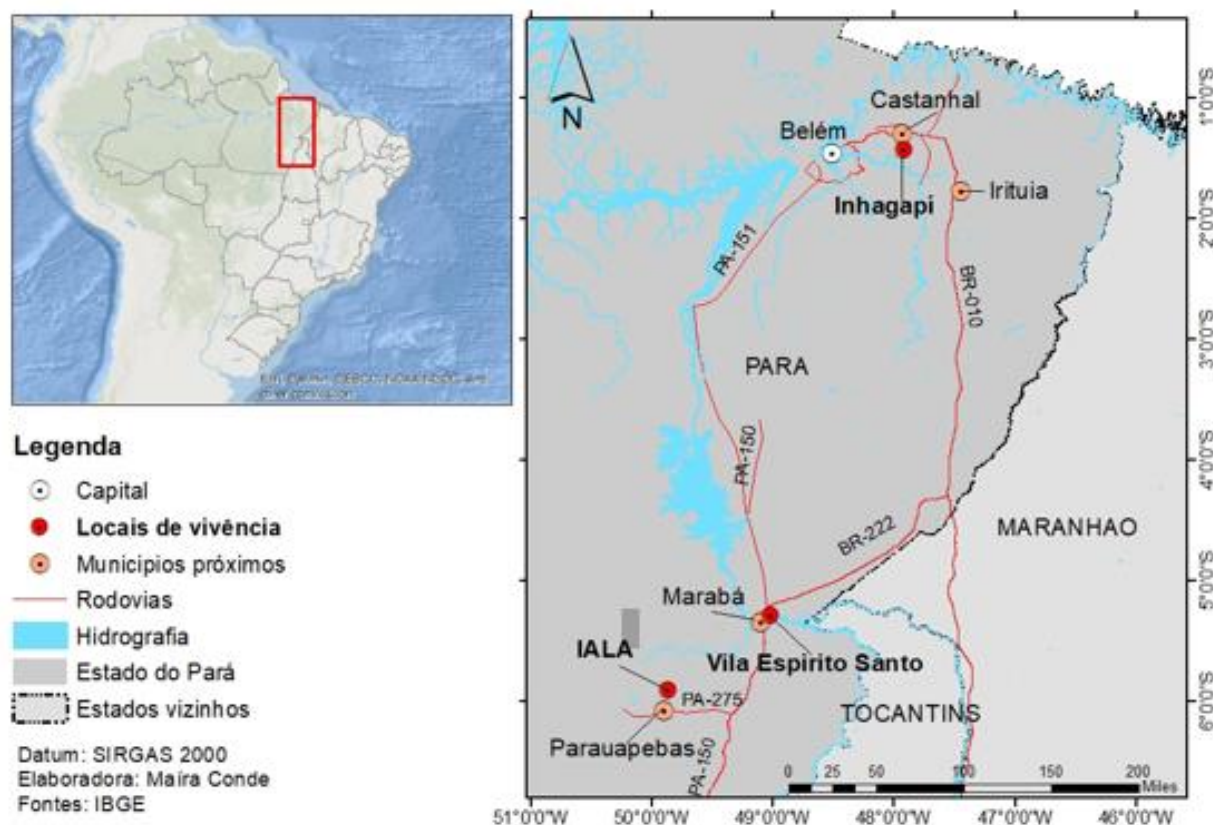 Legenda
Capital
Locais de vivência
Municipios próximos
Rodovias
Hidrografia
Estado do Pará
Estados vizinhos
Datum: SIRGAS 2000
Elaboradora: Maíra Conde
Fontes: IBGE
N
Castanhal
Belém
Inhagapi
Irituia
PA-151
BR-010
PARA
PA-150
BR-222
MARANHAO
Marabá
IALA
Vila Espirito Santo
PA-275
TOCANTINS
Parauapebas
PA-150
0 25 50 100 150 200
Miles
1°0'0"S
2°0'0"S
3°0'0"S
4°0'0"S
5°0'0"S
6°0'0"S
51°0'0"W 50°0'0"W 49°0'0"W 48°0'0"W 47°0'0"W 46°0'0"W